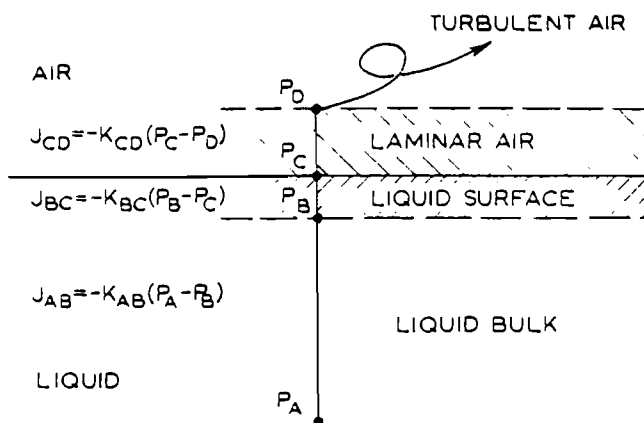 TURBULENT AIR
AIR
P_D
J_CD=-K_CD(P_C-P_D)
LAMINAR AIR
P_C
J_BC=-K_BC(P_B-P_C)
P_B
LIQUID SURFACE
J_AB=-K_AB(P_A-P_B)
LIQUID BULK
LIQUID
P_A